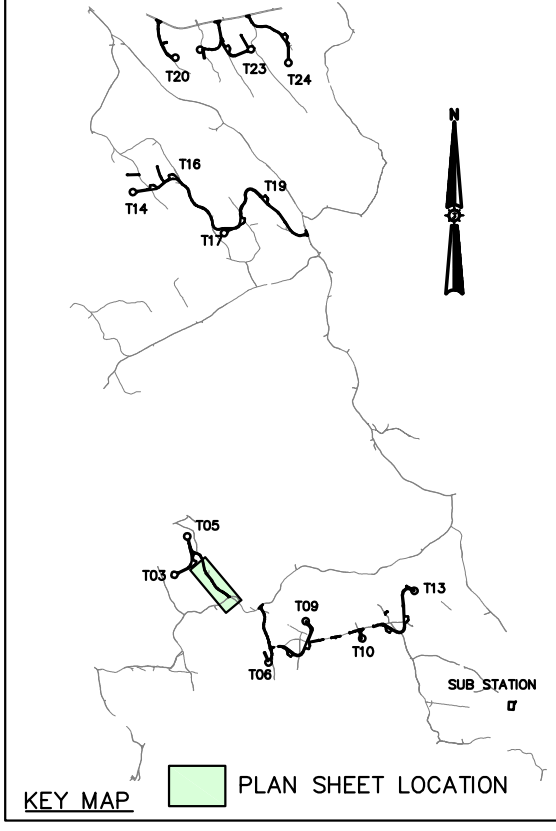 T20
T23
T24
N
T16
T19
T14
T17
T05
T03
T13
T09
T10
T06
SUB STATION
PLAN SHEET LOCATION
KEY MAP